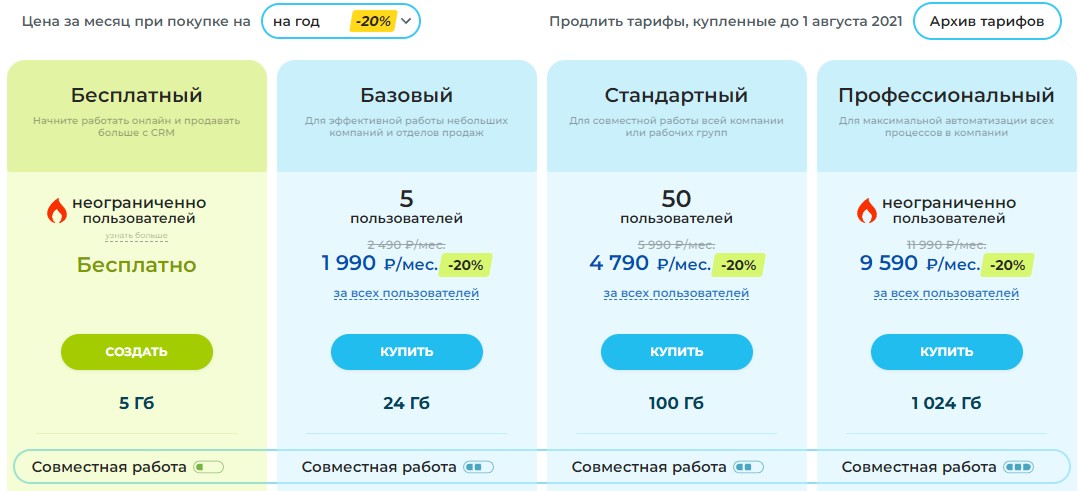 Цена за месяц при покупке на на год -20% Продлить тарифы, купленные до 1 августа 2021 Архив тарифов
Бесплатный
Начните работать онлайн и продавать
больше с CRM
неограниченно
пользователей
узнать больше
Бесплатно
СОЗДАТЬ
5 Гб
Совместная работа
Базовый
Для эффективной работы небольших
компаний и отделов продаж
5
пользователей
2 490 ₽/мес.
1 990 ₽/мес. -20%
за всех пользователей
КУПИТЬ
24 Гб
Совместная работа
Стандартный
Для совместной работы всей компании
или рабочих групп
50
пользователей
5 990 ₽/мес.
4 790 ₽/мес. -20%
за всех пользователей
КУПИТЬ
100 Гб
Совместная работа
Профессиональный
Для максимальной автоматизации всех
процессов в компании
неограниченно
пользователей
11 990 ₽/мес.
9 590 ₽/мес. -20%
за всех пользователей
КУПИТЬ
1 024 Гб
Совместная работа